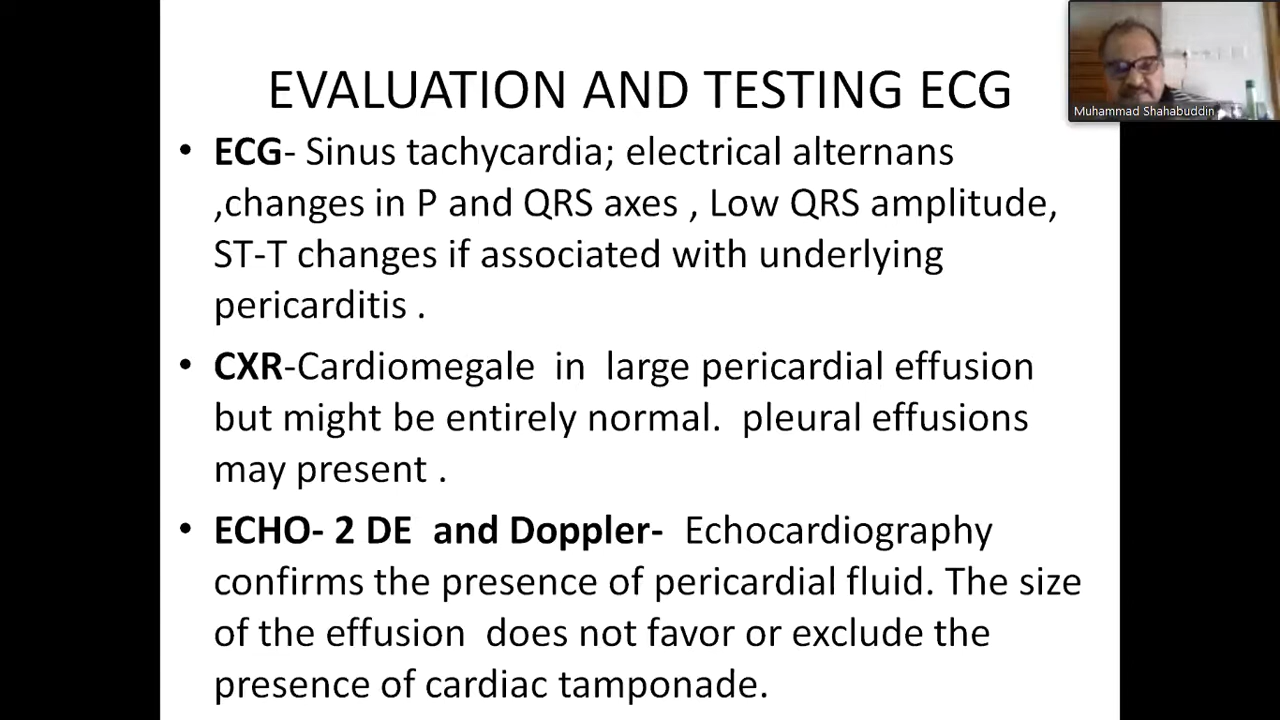 EVALUATION AND TESTING ECG
Muhammad Shahabuddin
• ECG- Sinus tachycardia; electrical alternans
,changes in P and QRS axes , Low QRS amplitude,
ST-T changes if associated with underlying
pericarditis .
• CXR-Cardiomegale in large pericardial effusion
but might be entirely normal. pleural effusions
may present .
• ECHO- 2 DE and Doppler- Echocardiography
confirms the presence of pericardial fluid. The size
of the effusion does not favor or exclude the
presence of cardiac tamponade.